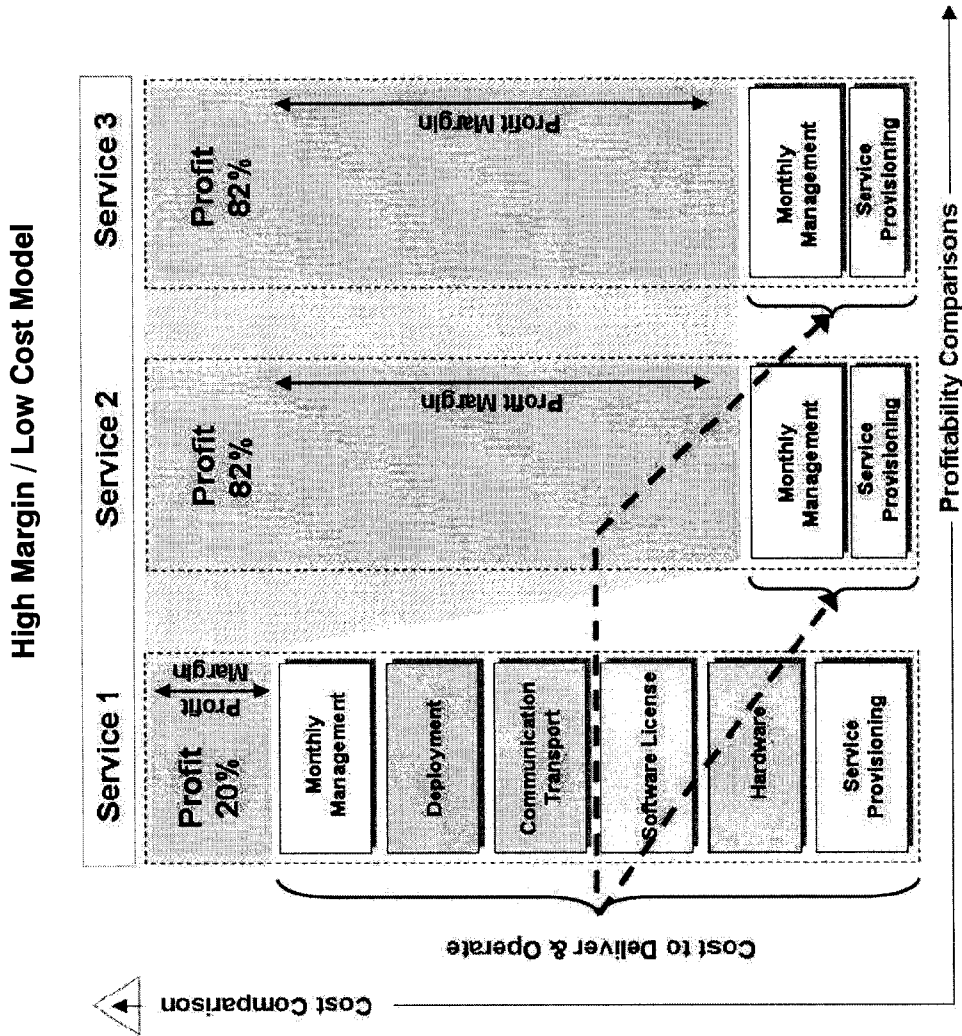 High Margin / Low Cost Model
Service 1
Service 2
Service 3
Profit
20%
Profit
Margin
Monthly
Management
Deployment
Communication
Transport
Software License
Hardware
Service
Provisioning
Profit
82%
Profit Margin
Monthly
Management
Service
Provisioning
Profit
82%
Profit Margin
Monthly
Management
Service
Provisioning
Cost to Deliver & Operate
Cost Comparison
Profitability Comparisons